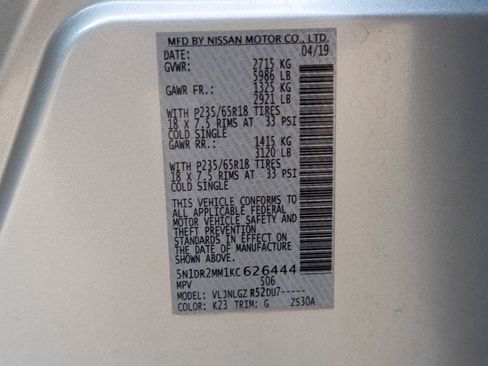 MFD BY NISSAN MOTOR CO., LTD.
DATE: 04/19
GVWR: 2715 KG
5986 LB
GAWR FR.: 1325 KG
2921 LB
WITH P235/65R18 TIRES
18 X 7.5 RIMS AT 33 PSI
COLD SINGLE
GAWR RR.: 1415 KG
3120 LB
WITH P235/65R18 TIRES
18 X 7.5 RIMS AT 33 PSI
COLD SINGLE
THIS VEHICLE CONFORMS TO
ALL APPLICABLE FEDERAL
MOTOR VEHICLE SAFETY AND
THEFT PREVENTION
STANDARDS IN EFFECT ON
THE DATE OF MANUFACTURE
SHOWN ABOVE.
5N1DR2MM1KC626444
MPV S06
MODEL: VLJNLGZ R52DU7-----
COLOR: K23 TRIM: G ZS30A